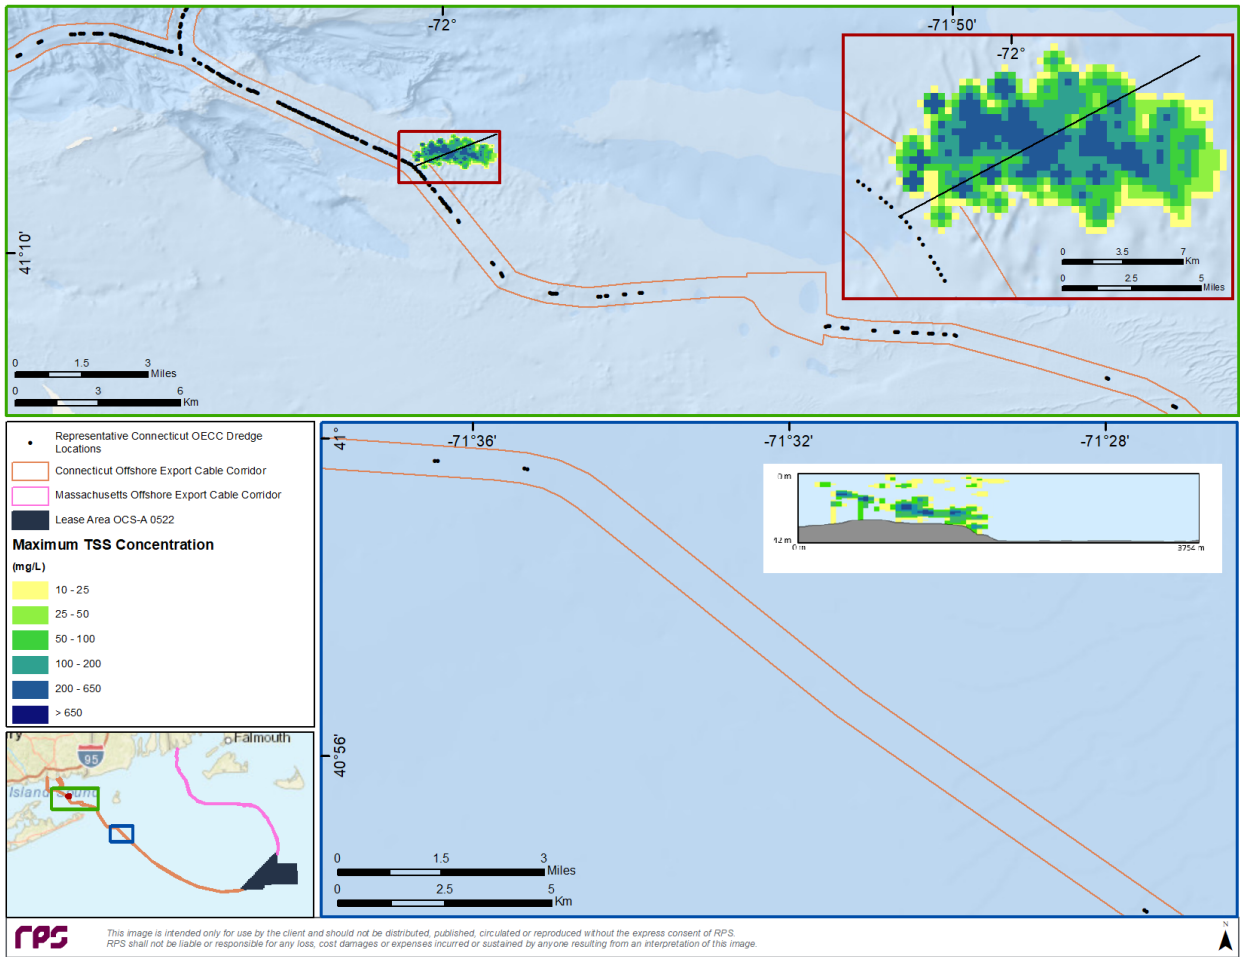 -72°
-71°50'
-72°
41°10'
0 3.5 7
Km
0 2.5 5
Miles
0 1.5 3
Miles
0 3 6
Km
Representative Connecticut OECC Dredge
Locations
Connecticut Offshore Export Cable Corridor
Massachusetts Offshore Export Cable Corridor
Lease Area OCS-A 0522
Maximum TSS Concentration
(mg/L)
10 - 25
25 - 50
50 - 100
100 - 200
200 - 650
> 650
41°
-71°36'
-71°32'
-71°28'
0 m
42 m
0 m
3754 m
40°56'
0 1.5 3
Miles
0 2.5 5
Km
ry
Falmouth
95
Island Sound
rps
This image is intended only for use by the client and should not be distributed, published, circulated or reproduced without the express consent of RPS.
RPS shall not be liable or responsible for any loss, cost damages or expenses incurred or sustained by anyone resulting from an interpretation of this image.
N